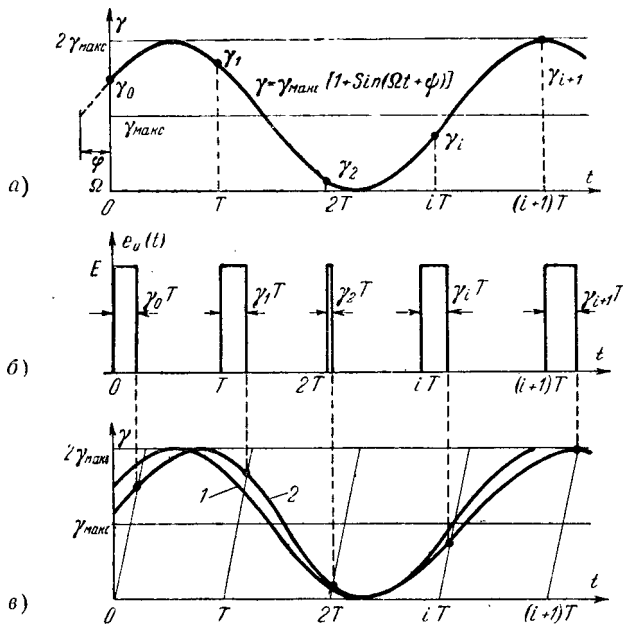 γ
2γмакс
γ₀
γ₁
γ=γмакс [1+Sin(Ωt+ψ)]
γᵢ₊₁
γмакс
γᵢ
γ₂
φ
Ω
t
а)
0
T
2T
iT
(i+1)T
eᵤ(t)
E
γ₀T
γ₁T
γ₂T
γᵢT
γᵢ₊₁T
t
б)
0
T
2T
iT
(i+1)T
γ
2γмакс
1
2
γмакс
t
в)
0
T
2T
iT
(i+1)T